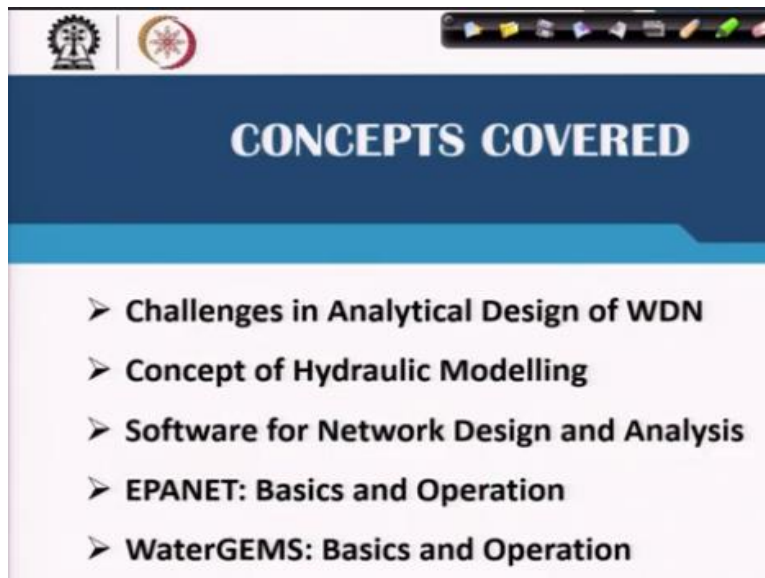 CONCEPTS COVERED
➢ Challenges in Analytical Design of WDN
➢ Concept of Hydraulic Modelling
➢ Software for Network Design and Analysis
➢ EPANET: Basics and Operation
➢ WaterGEMS: Basics and Operation